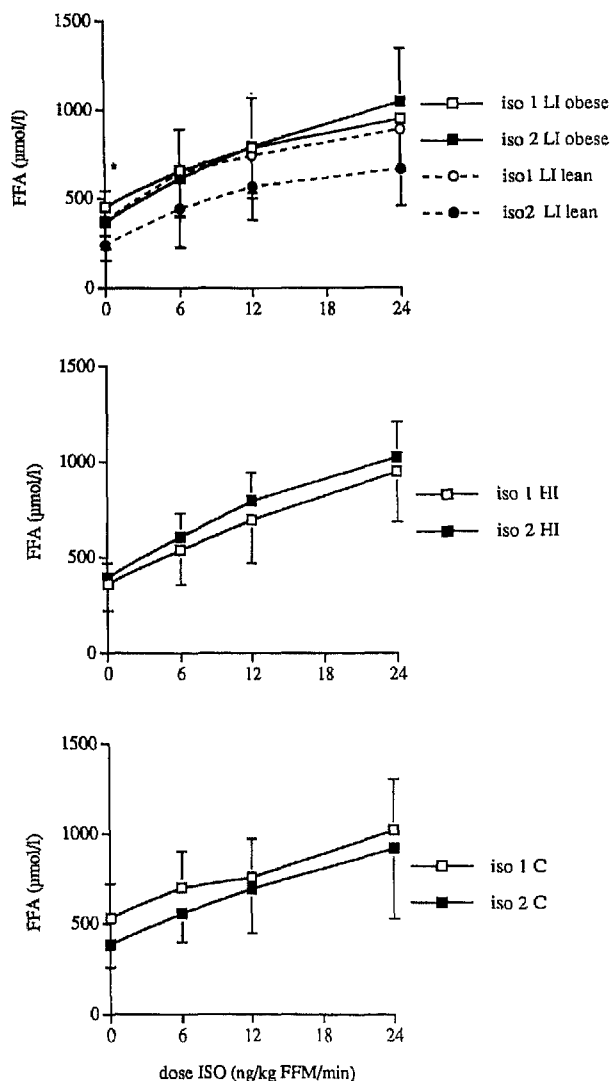 1500
1000
500
0
FFA (µmol/l)
*
0 6 12 18 24
iso 1 LI obese
iso 2 LI obese
iso1 LI lean
iso2 LI lean
1500
1000
500
0
FFA (µmol/l)
0 6 12 18 24
iso 1 HI
iso 2 HI
1500
1000
500
0
FFA (µmol/l)
0 6 12 18 24
iso 1 C
iso 2 C
dose ISO (ng/kg FFM/min)